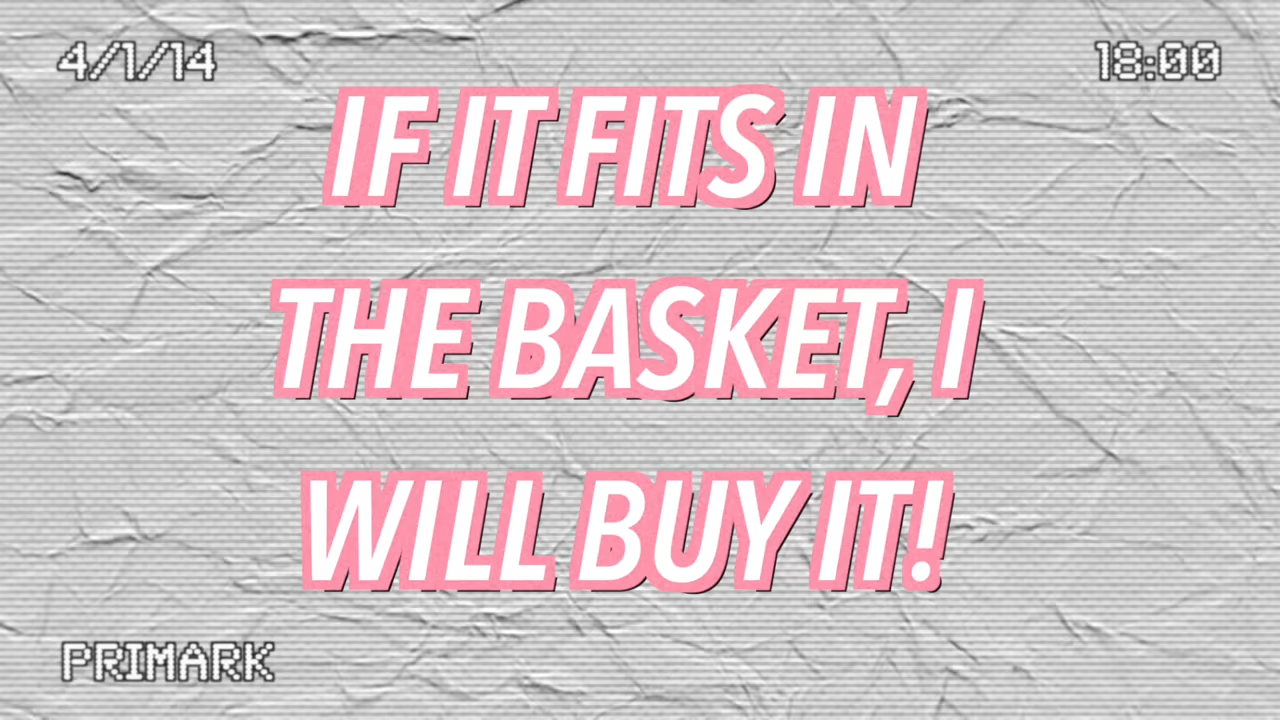 4/1/14
18:00
IF IT FITS IN
THE BASKET, I
WILL BUY IT!
PRIMARK